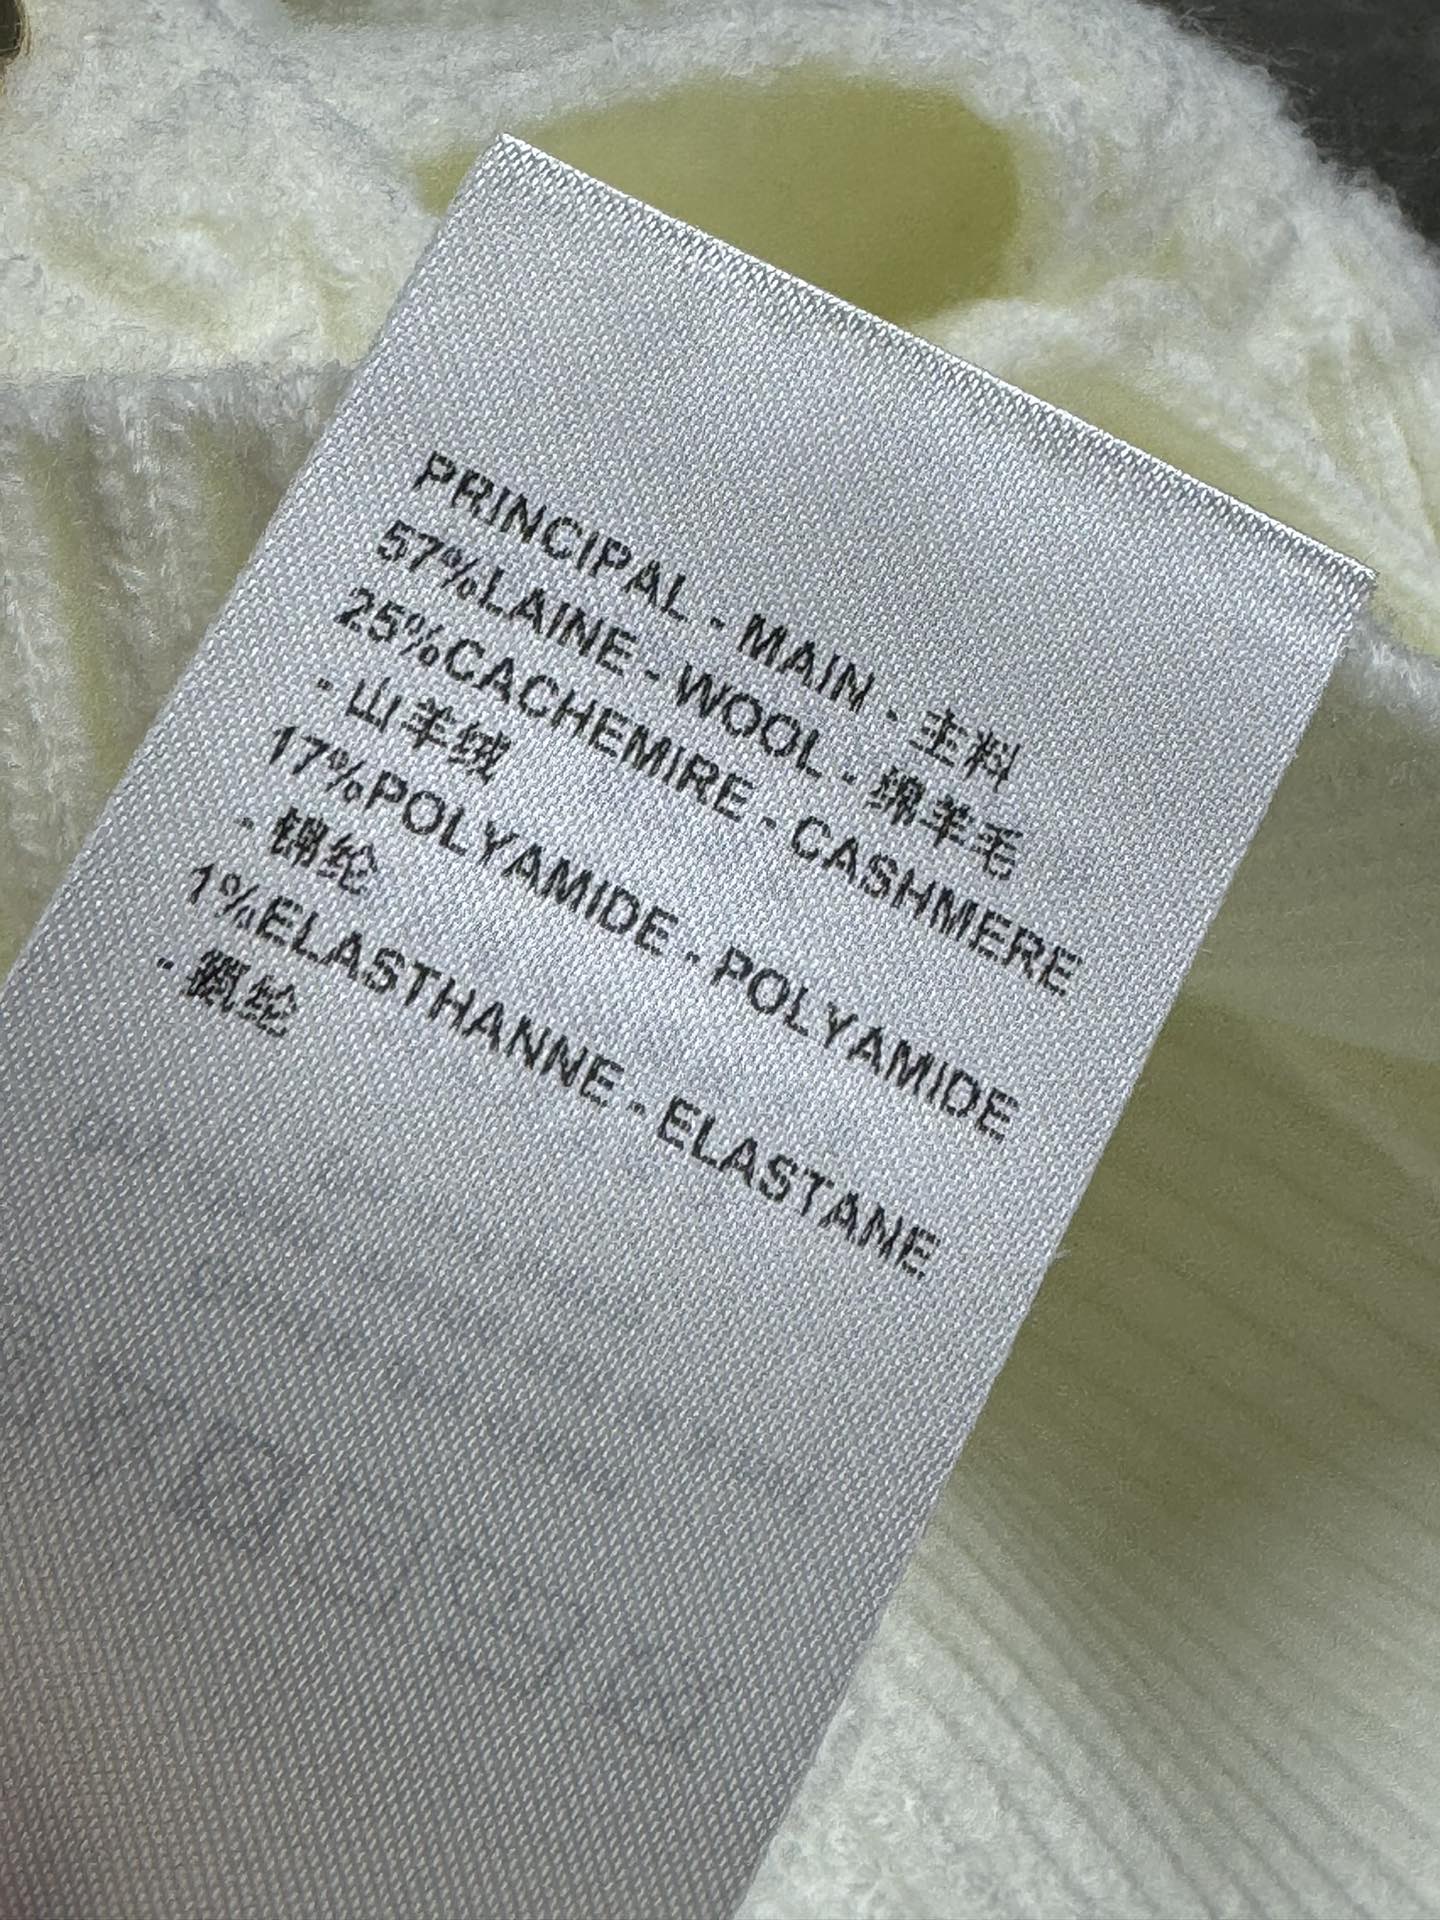 PRINCIPAL - MAIN - 主料
57%LAINE - WOOL - 绵羊毛
25%CACHEMIRE - CASHMERE
- 山羊绒
17%POLYAMIDE - POLYAMIDE
- 锦纶
1%ELASTHANNE - ELASTANE
- 氨纶